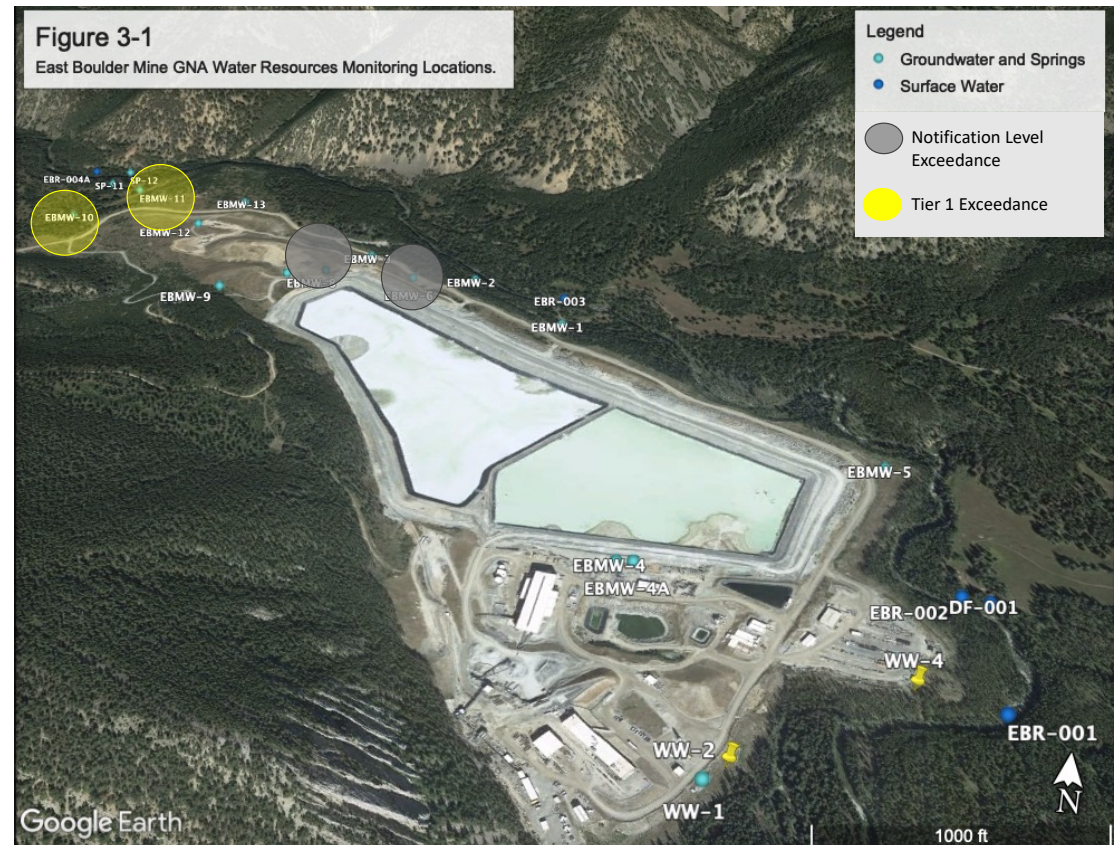 Figure 3-1
East Boulder Mine GNA Water Resources Monitoring Locations.
Legend
Groundwater and Springs
Surface Water
Notification Level
Exceedance
Tier 1 Exceedance
EBR-004A
SP-11
SP-12
EBMW-11
EBMW-10
EBMW-13
EBMW-12
EBMW-9
EBMW-6
EBMW-2
EBR-003
EBMW-1
EBMW-5
EBMW-4
EBMW-4A
EBR-002
DF-001
WW-4
EBR-001
WW-2
WW-1
N
Google Earth
1000 ft